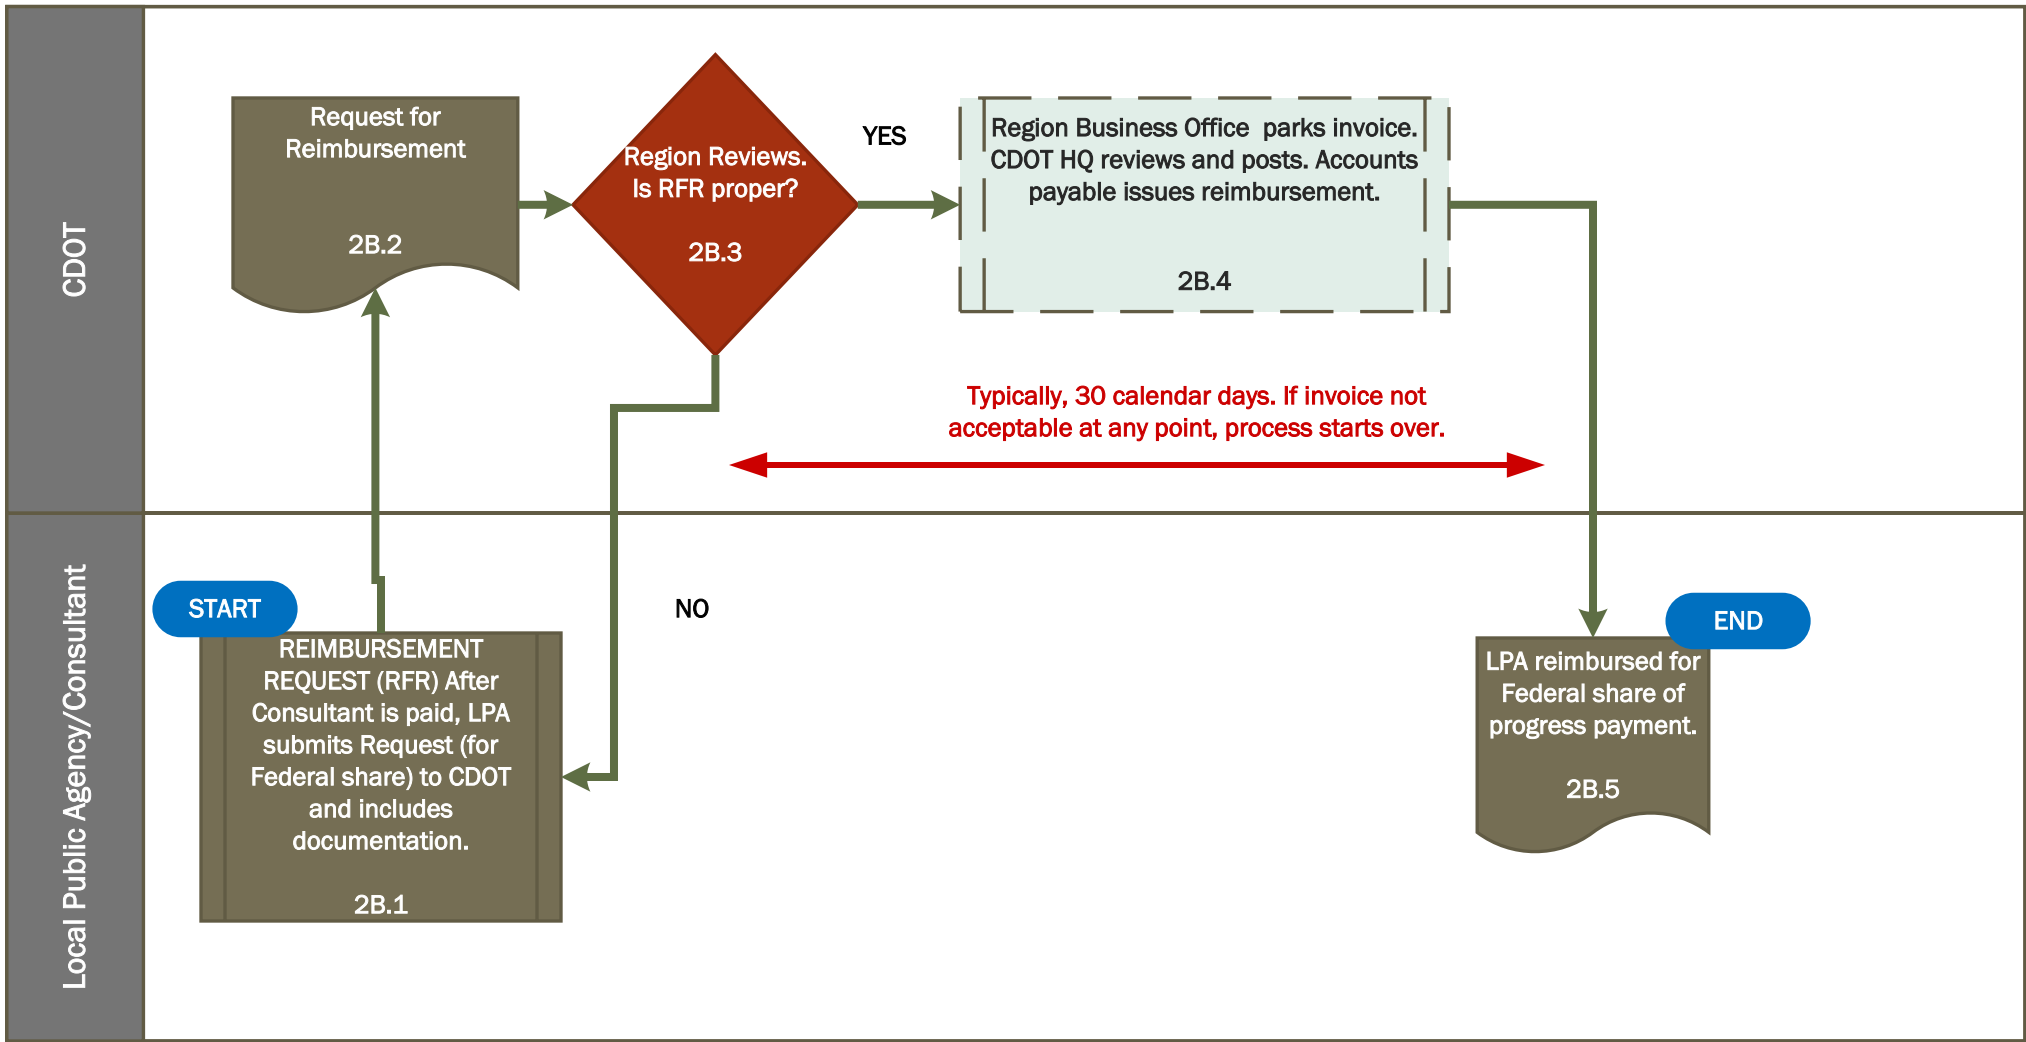 CDOT
Request for
Reimbursement
2B.2
Region Reviews.
Is RFR proper?
2B.3
YES
Region Business Office  parks invoice.
CDOT HQ reviews and posts. Accounts
payable issues reimbursement.
2B.4
Typically, 30 calendar days. If invoice not
acceptable at any point, process starts over.
Local Public Agency/Consultant
START
REIMBURSEMENT
REQUEST (RFR) After
Consultant is paid, LPA
submits Request (for
Federal share) to CDOT
and includes
documentation.
2B.1
NO
END
LPA reimbursed for
Federal share of
progress payment.
2B.5